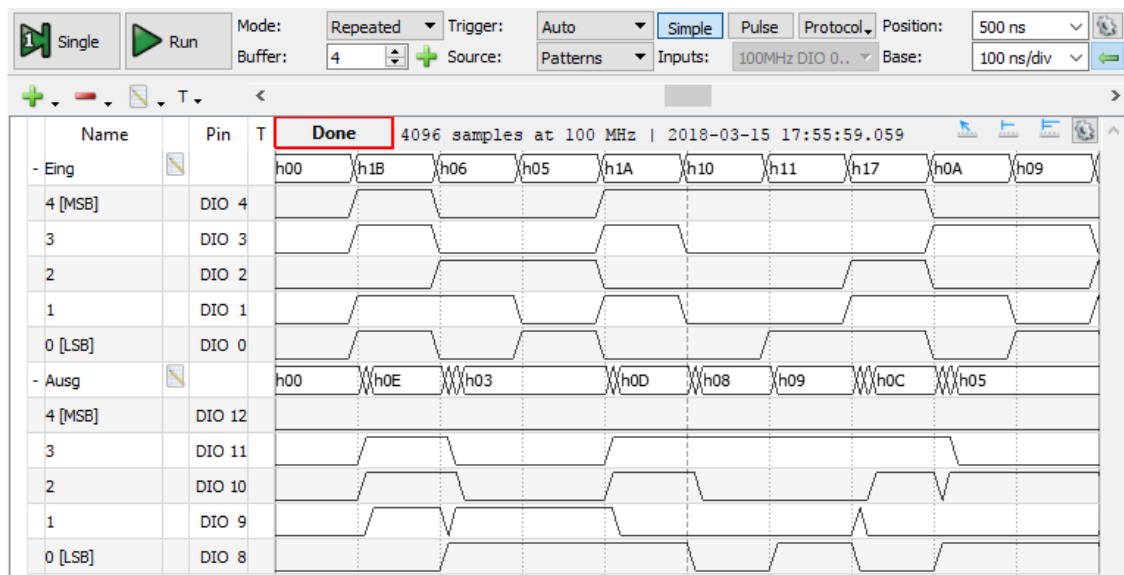 Single Run Mode: Repeated Trigger: Auto Simple Pulse Protocol Position: 500 ns
Buffer: 4 Source: Patterns Inputs: 100MHz DIO 0.. Base: 100 ns/div
T
Name Pin T Done 4096 samples at 100 MHz | 2018-03-15 17:55:59.059
- Eing h00 h1B h06 h05 h1A h10 h11 h17 h0A h09
4 [MSB] DIO 4
3 DIO 3
2 DIO 2
1 DIO 1
0 [LSB] DIO 0
- Ausg h00 h0E h03 h0D h08 h09 h0C h05
4 [MSB] DIO 12
3 DIO 11
2 DIO 10
1 DIO 9
0 [LSB] DIO 8